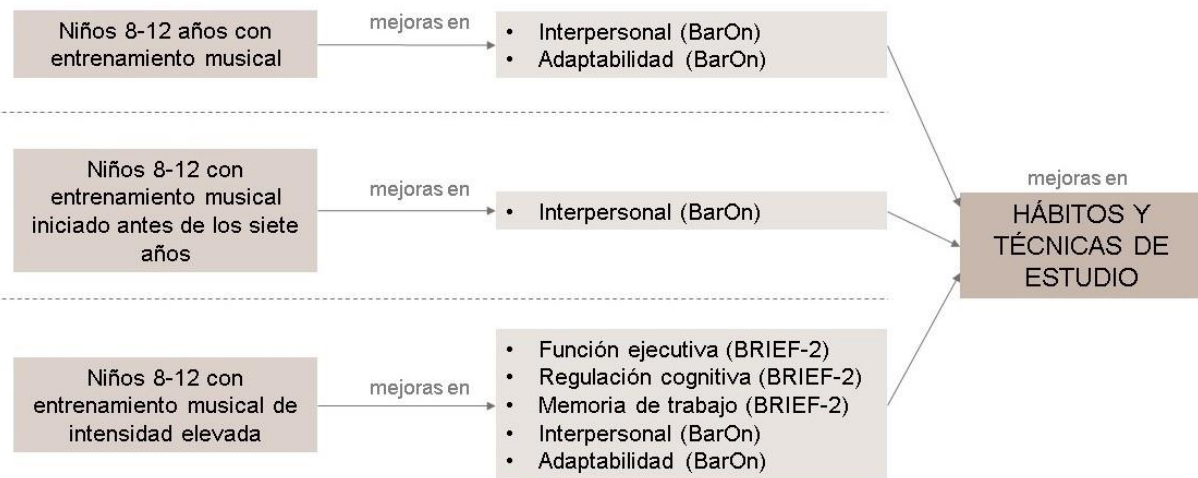 Niños 8-12 años con
entrenamiento musical
mejoras en
• Interpersonal (BarOn)
• Adaptabilidad (BarOn)
Niños 8-12 con
entrenamiento musical
iniciado antes de los siete
años
mejoras en
• Interpersonal (BarOn)
mejoras en
HÁBITOS Y
TÉCNICAS DE
ESTUDIO
Niños 8-12 con
entrenamiento musical de
intensidad elevada
mejoras en
• Función ejecutiva (BRIEF-2)
• Regulación cognitiva (BRIEF-2)
• Memoria de trabajo (BRIEF-2)
• Interpersonal (BarOn)
• Adaptabilidad (BarOn)